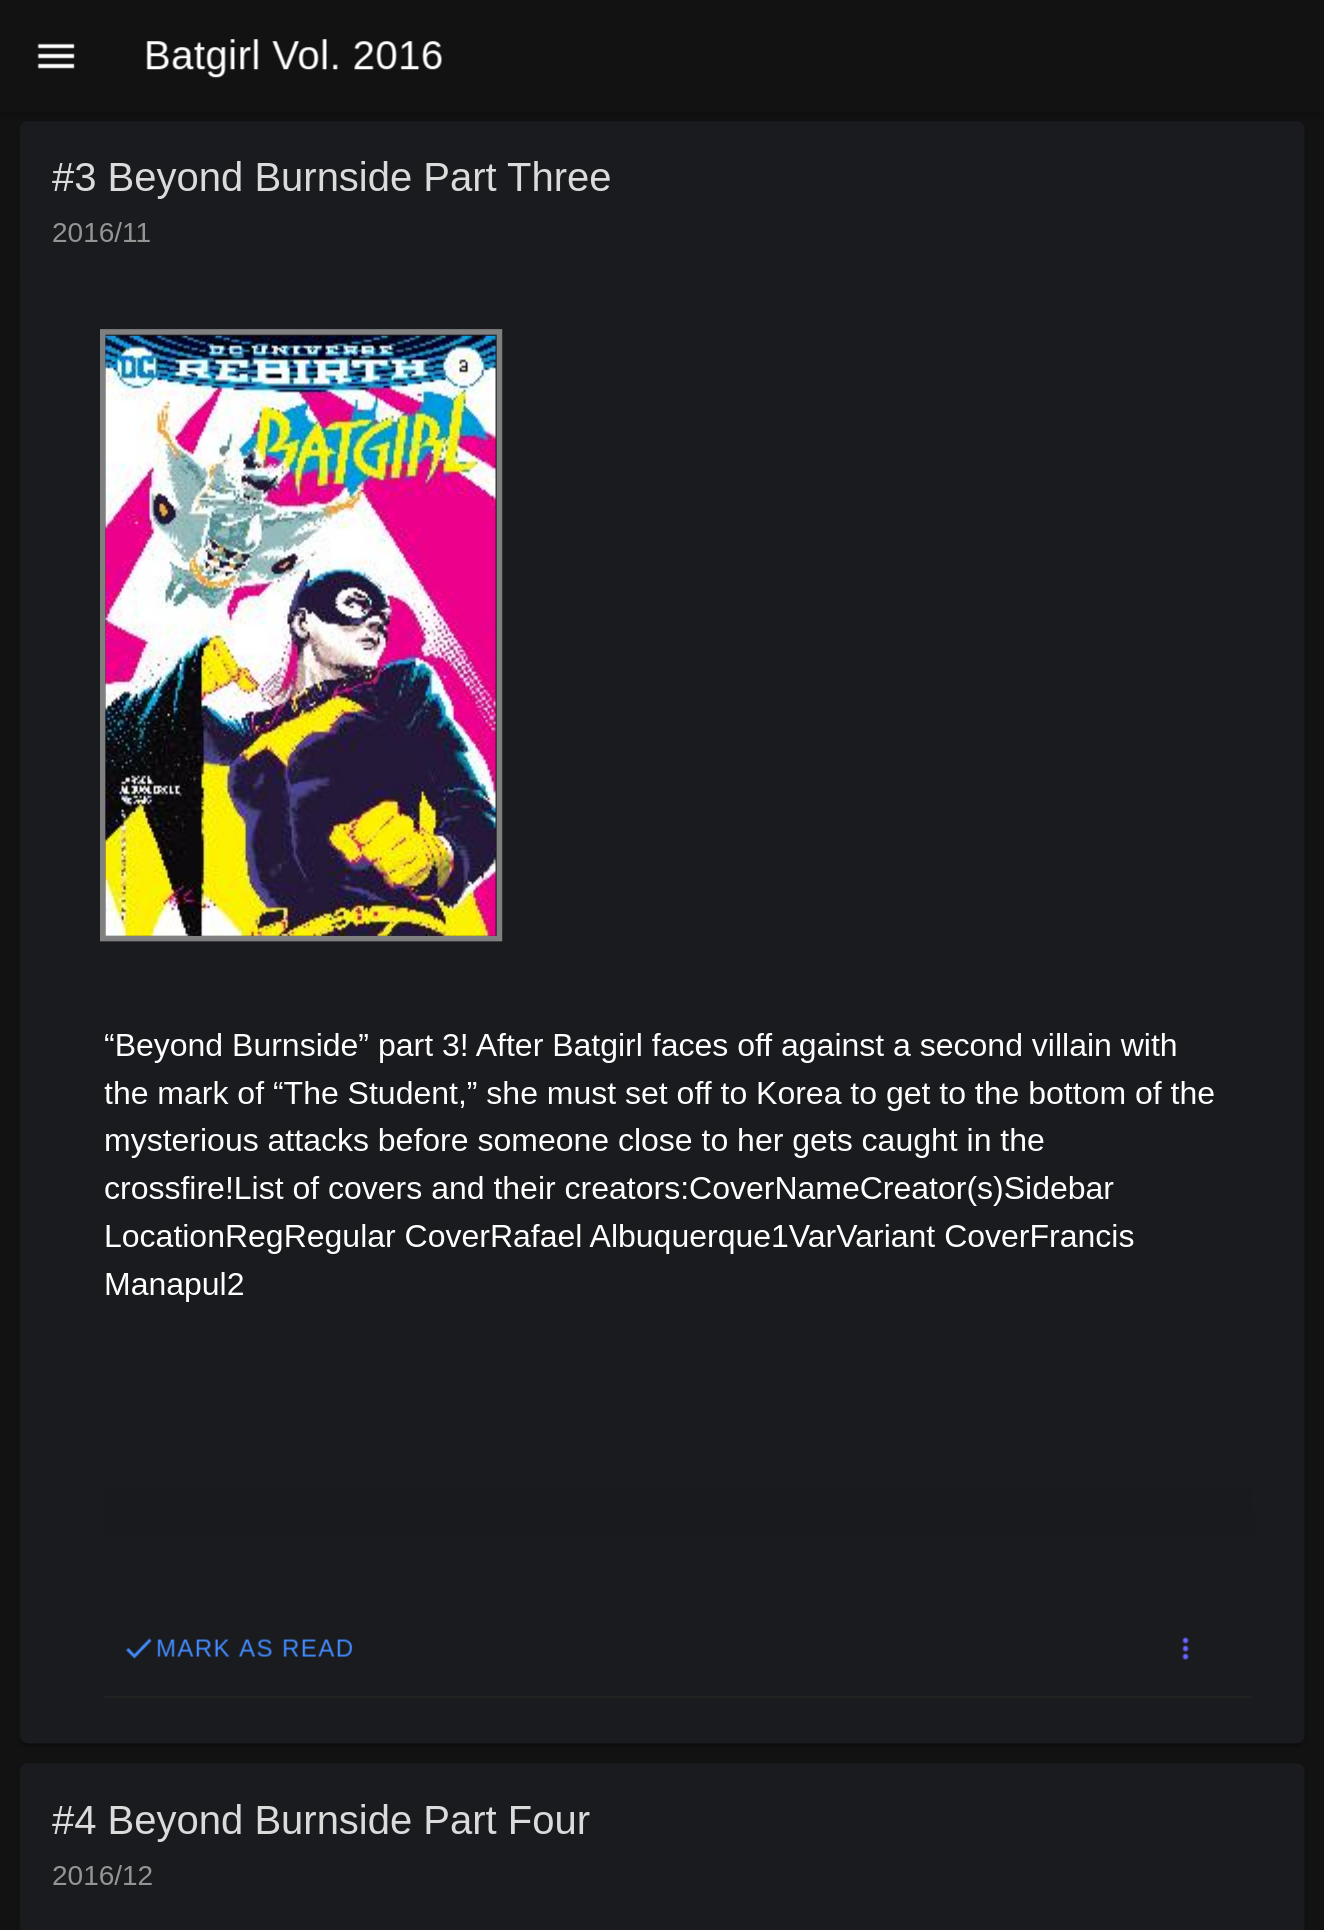 Batgirl Vol. 2016
#3 Beyond Burnside Part Three
2016/11
DC UNIVERSE
DC REBIRTH 3
BATGIRL
“Beyond Burnside” part 3! After Batgirl faces off against a second villain with
the mark of “The Student,” she must set off to Korea to get to the bottom of the
mysterious attacks before someone close to her gets caught in the
crossfire!List of covers and their creators:CoverNameCreator(s)Sidebar
LocationRegRegular CoverRafael Albuquerque1VarVariant CoverFrancis
Manapul2
MARK AS READ
#4 Beyond Burnside Part Four
2016/12